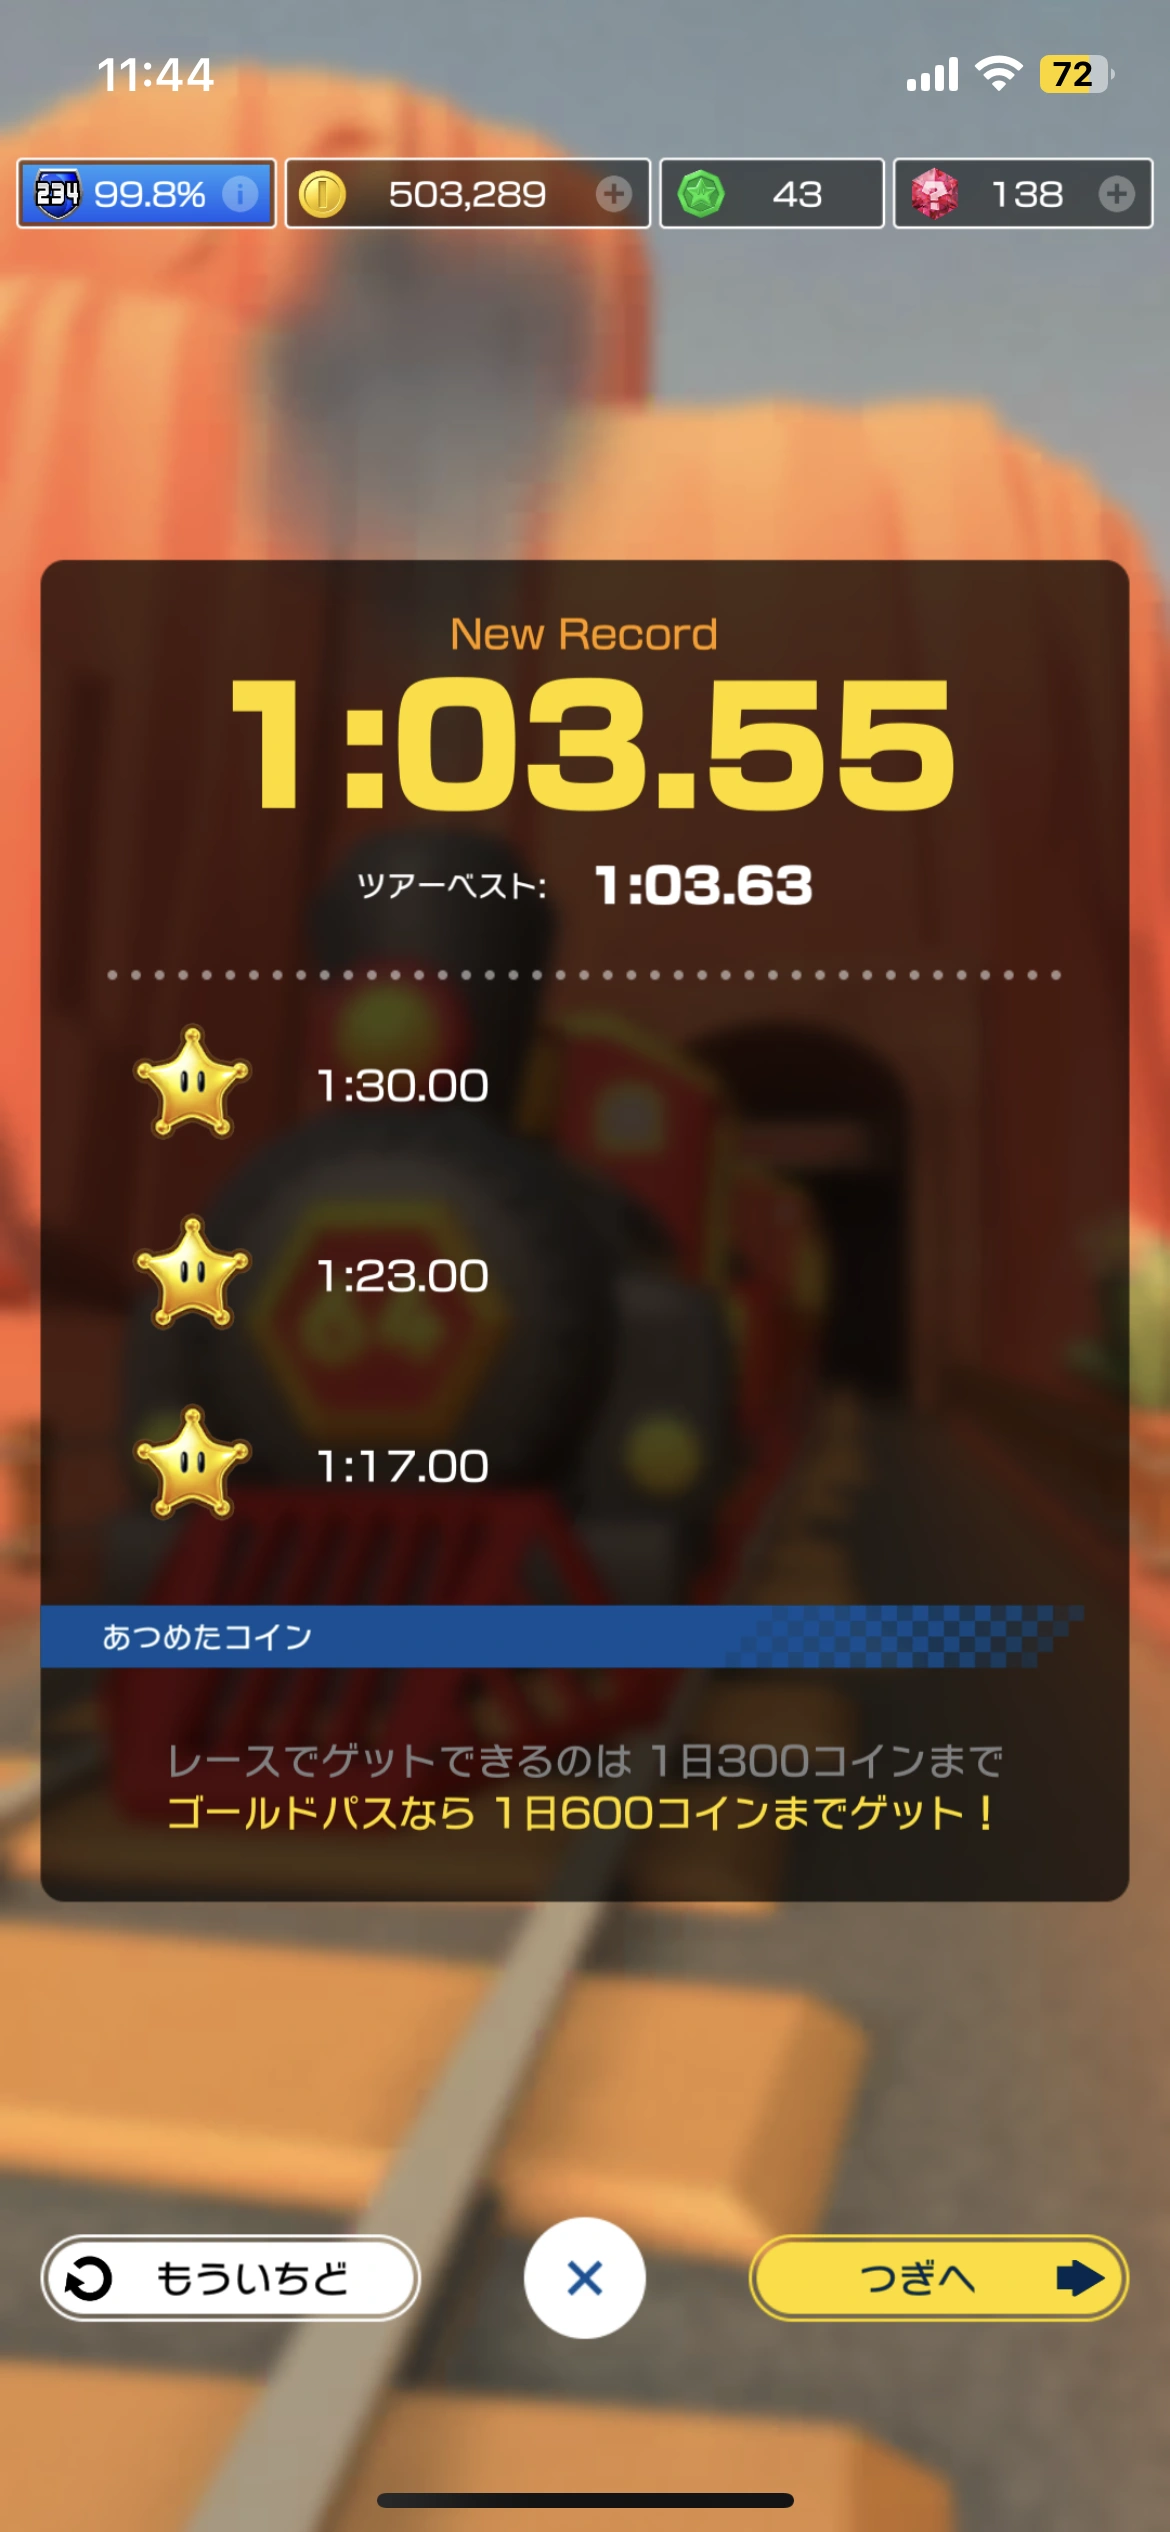 11:44
72
234 99.8% i
503,289 +
43
138 +
New Record
1:03.55
ツアーベスト: 1:03.63
1:30.00
1:23.00
64
1:17.00
あつめたコイン
レースでゲットできるのは 1日300コインまで
ゴールドパスなら 1日600コインまでゲット！
もういちど
×
つぎへ